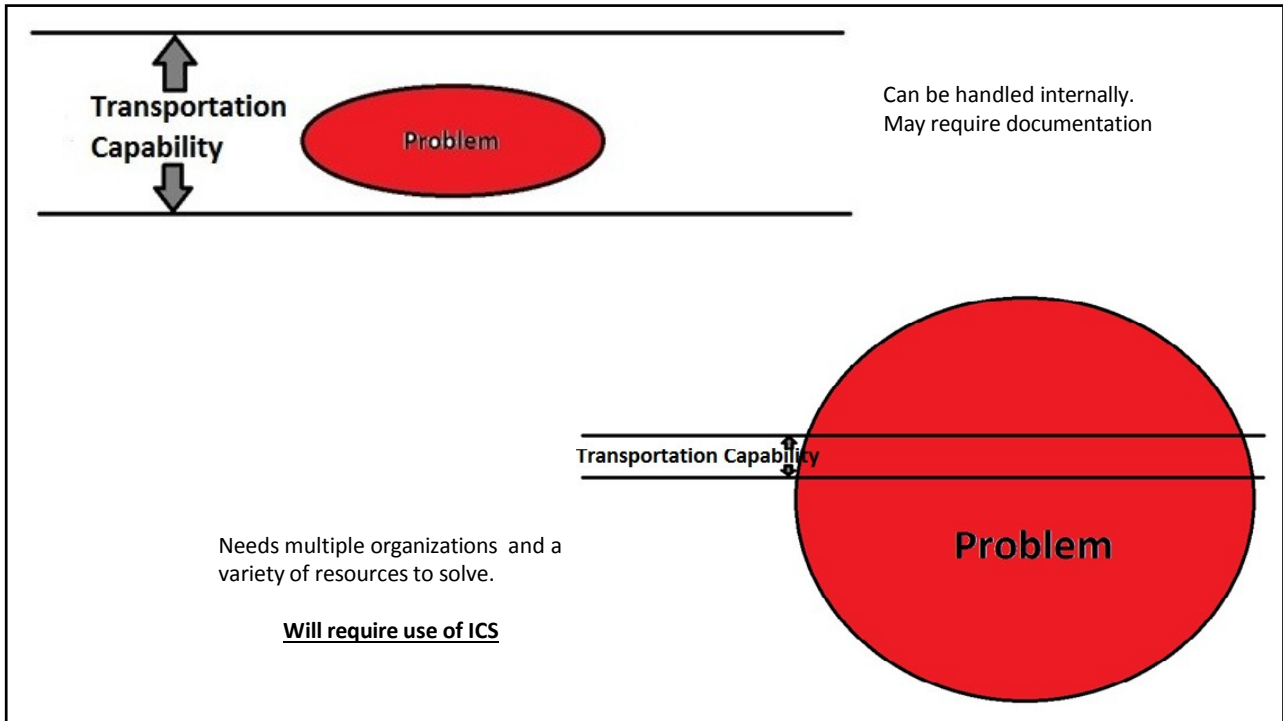 Transportation
Capability
Problem
Can be handled internally.
May require documentation
Transportation Capability
Problem
Needs multiple organizations and a
variety of resources to solve.
Will require use of ICS